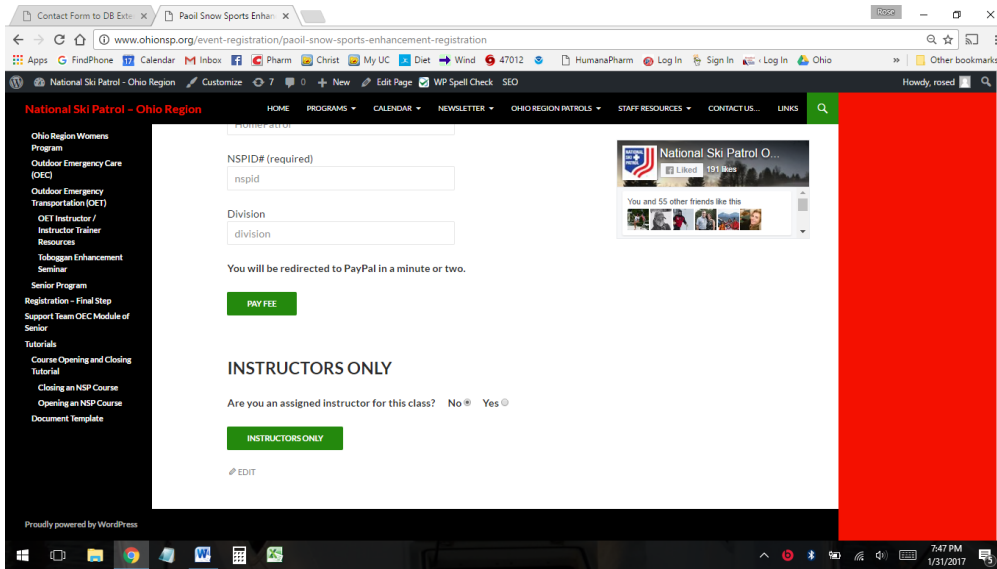 Contact Form to DB Exte
Paoil Snow Sports Enhan
Rose
www.ohionsp.org/event-registration/paoil-snow-sports-enhancement-registration
Apps FindPhone 17 Calendar M Inbox Pharm Christ My UC Diet Wind 47012 HumanaPharm Log In Sign In ‹ Log In Ohio » Other bookmarks
National Ski Patrol - Ohio Region Customize 7 0 + New Edit Page WP Spell Check SEO Howdy, rosed
National Ski Patrol – Ohio Region HOME PROGRAMS CALENDAR NEWSLETTER OHIO REGION PATROLS STAFF RESOURCES CONTACT US... LINKS
Ohio Region Womens
Program
Outdoor Emergency Care
(OEC)
Outdoor Emergency
Transportation (OET)
OET Instructor /
Instructor Trainer
Resources
Toboggan Enhancement
Seminar
Senior Program
Registration – Final Step
Support Team OEC Module of
Senior
Tutorials
Course Opening and Closing
Tutorial
Closing an NSP Course
Opening an NSP Course
Document Template
Proudly powered by WordPress
HomePatrol
NSPID# (required)
nspid
Division
division
You will be redirected to PayPal in a minute or two.
PAY FEE
INSTRUCTORS ONLY
Are you an assigned instructor for this class? No Yes
INSTRUCTORS ONLY
EDIT
National Ski Patrol O...
Liked 191 likes
You and 55 other friends like this
7:47 PM
1/31/2017
5